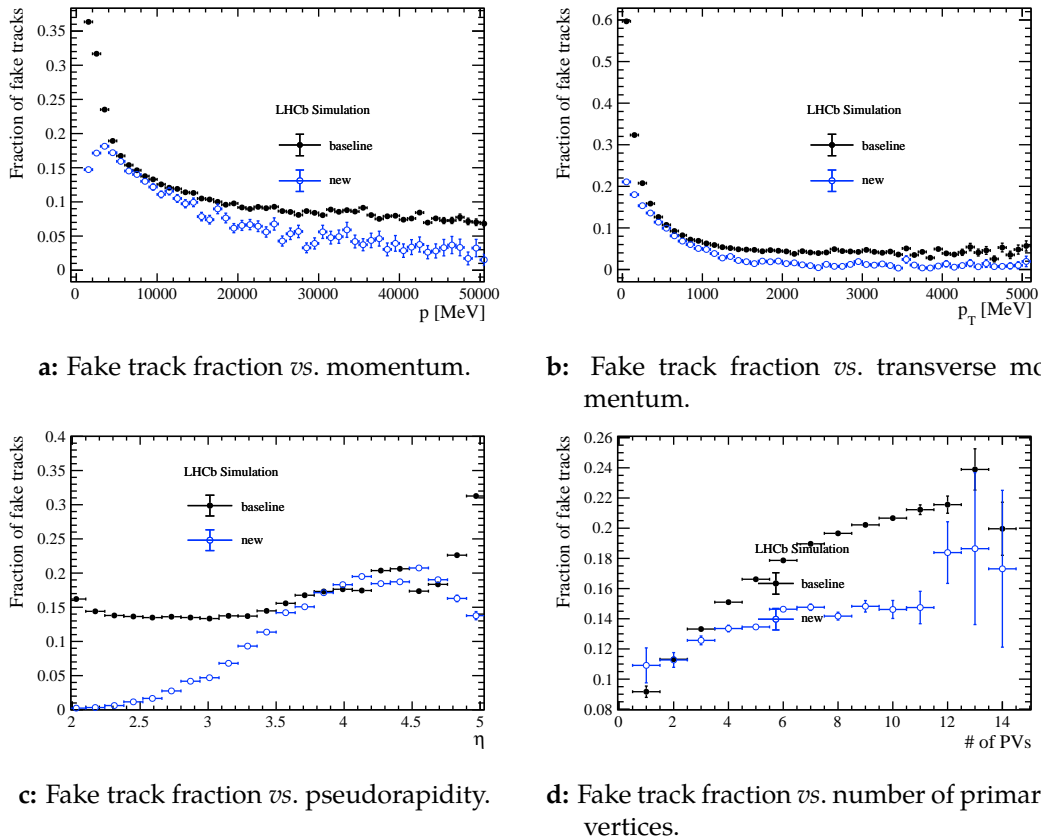 Fraction of fake tracks
0.35
0.3
0.25
0.2
0.15
0.1
0.05
0
LHCb Simulation
baseline
new
0 10000 20000 30000 40000 50000
p [MeV]
a: Fake track fraction vs. momentum.
Fraction of fake tracks
0.6
0.5
0.4
0.3
0.2
0.1
0
LHCb Simulation
baseline
new
0 1000 2000 3000 4000 5000
p_T [MeV]
b: Fake track fraction vs. transverse mo
mentum.
Fraction of fake tracks
0.4
0.35
0.3
0.25
0.2
0.15
0.1
0.05
0
LHCb Simulation
baseline
new
2 2.5 3 3.5 4 4.5 5
η
c: Fake track fraction vs. pseudorapidity.
Fraction of fake tracks
0.26
0.24
0.22
0.2
0.18
0.16
0.14
0.12
0.1
0.08
LHCb Simulation
baseline
new
0 2 4 6 8 10 12 14
# of PVs
d: Fake track fraction vs. number of primar
vertices.